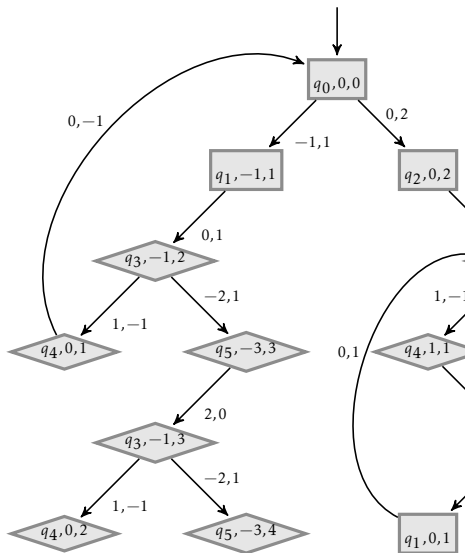 q0,0,0
0,−1
0,2
−1,1
q1,−1,1
q2,0,2
0,1
q3,−1,2
1,−1
−2,1
1,−1
q4,0,1
q5,−3,3
q4,1,1
0,1
2,0
q3,−1,3
1,−1
−2,1
q4,0,2
q5,−3,4
q1,0,1